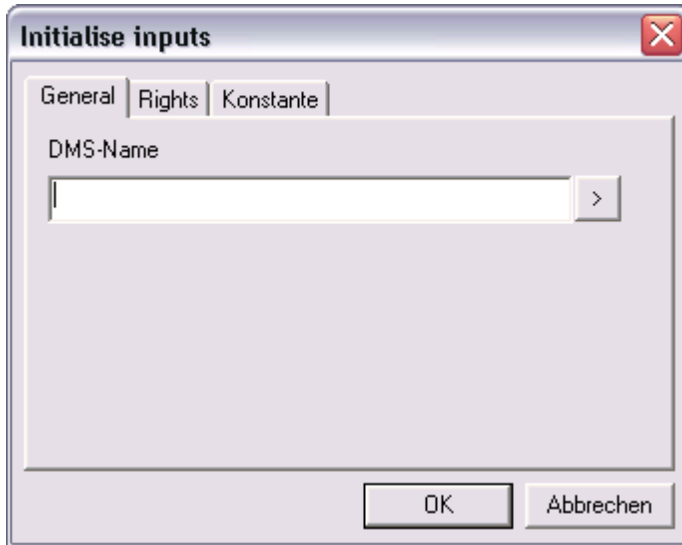 Initialise inputs
General Rights Konstante
DMS-Name
>
OK Abbrechen